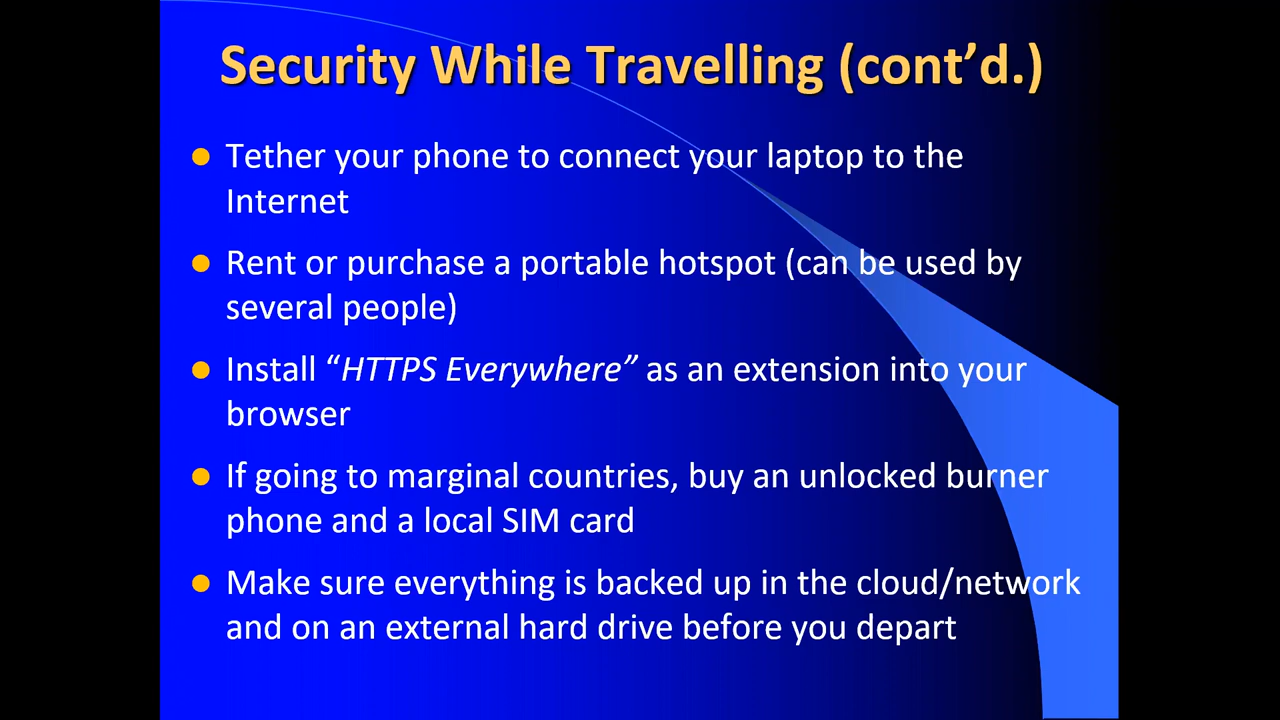 Security While Travelling (cont’d.)
Tether your phone to connect your laptop to the
Internet
Rent or purchase a portable hotspot (can be used by
several people)
Install “HTTPS Everywhere” as an extension into your
browser
If going to marginal countries, buy an unlocked burner
phone and a local SIM card
Make sure everything is backed up in the cloud/network
and on an external hard drive before you depart